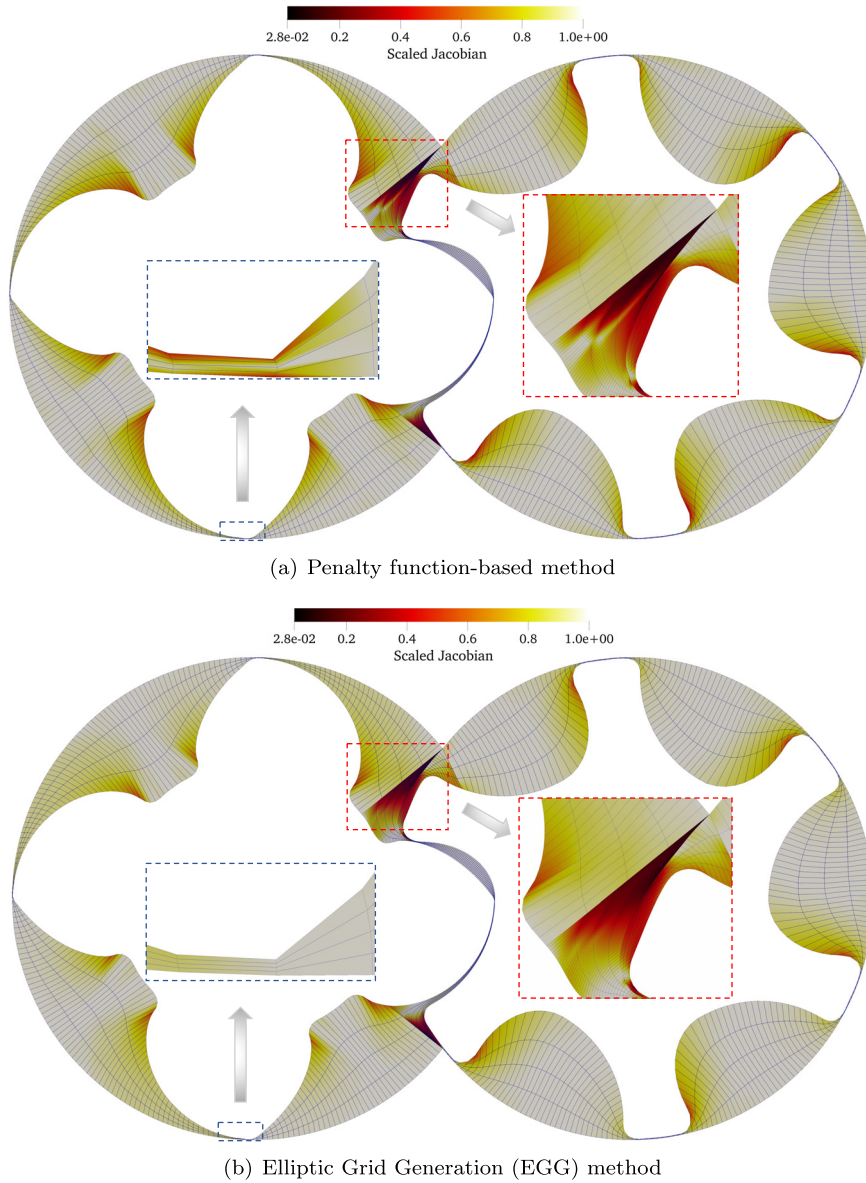 2.8e-02 0.2 0.4 0.6 0.8 1.0e+00
Scaled Jacobian
(a) Penalty function-based method
2.8e-02 0.2 0.4 0.6 0.8 1.0e+00
Scaled Jacobian
(b) Elliptic Grid Generation (EGG) method